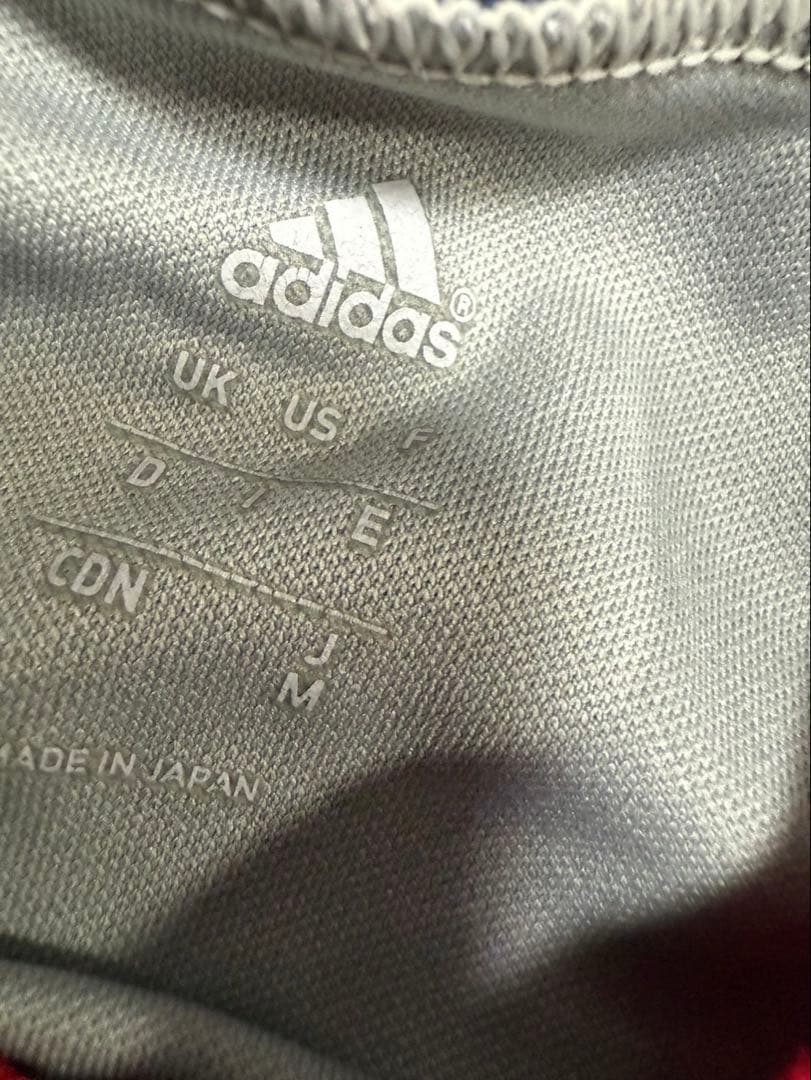 adidas®
UK US F
D I E
CDN J
M
MADE IN JAPAN